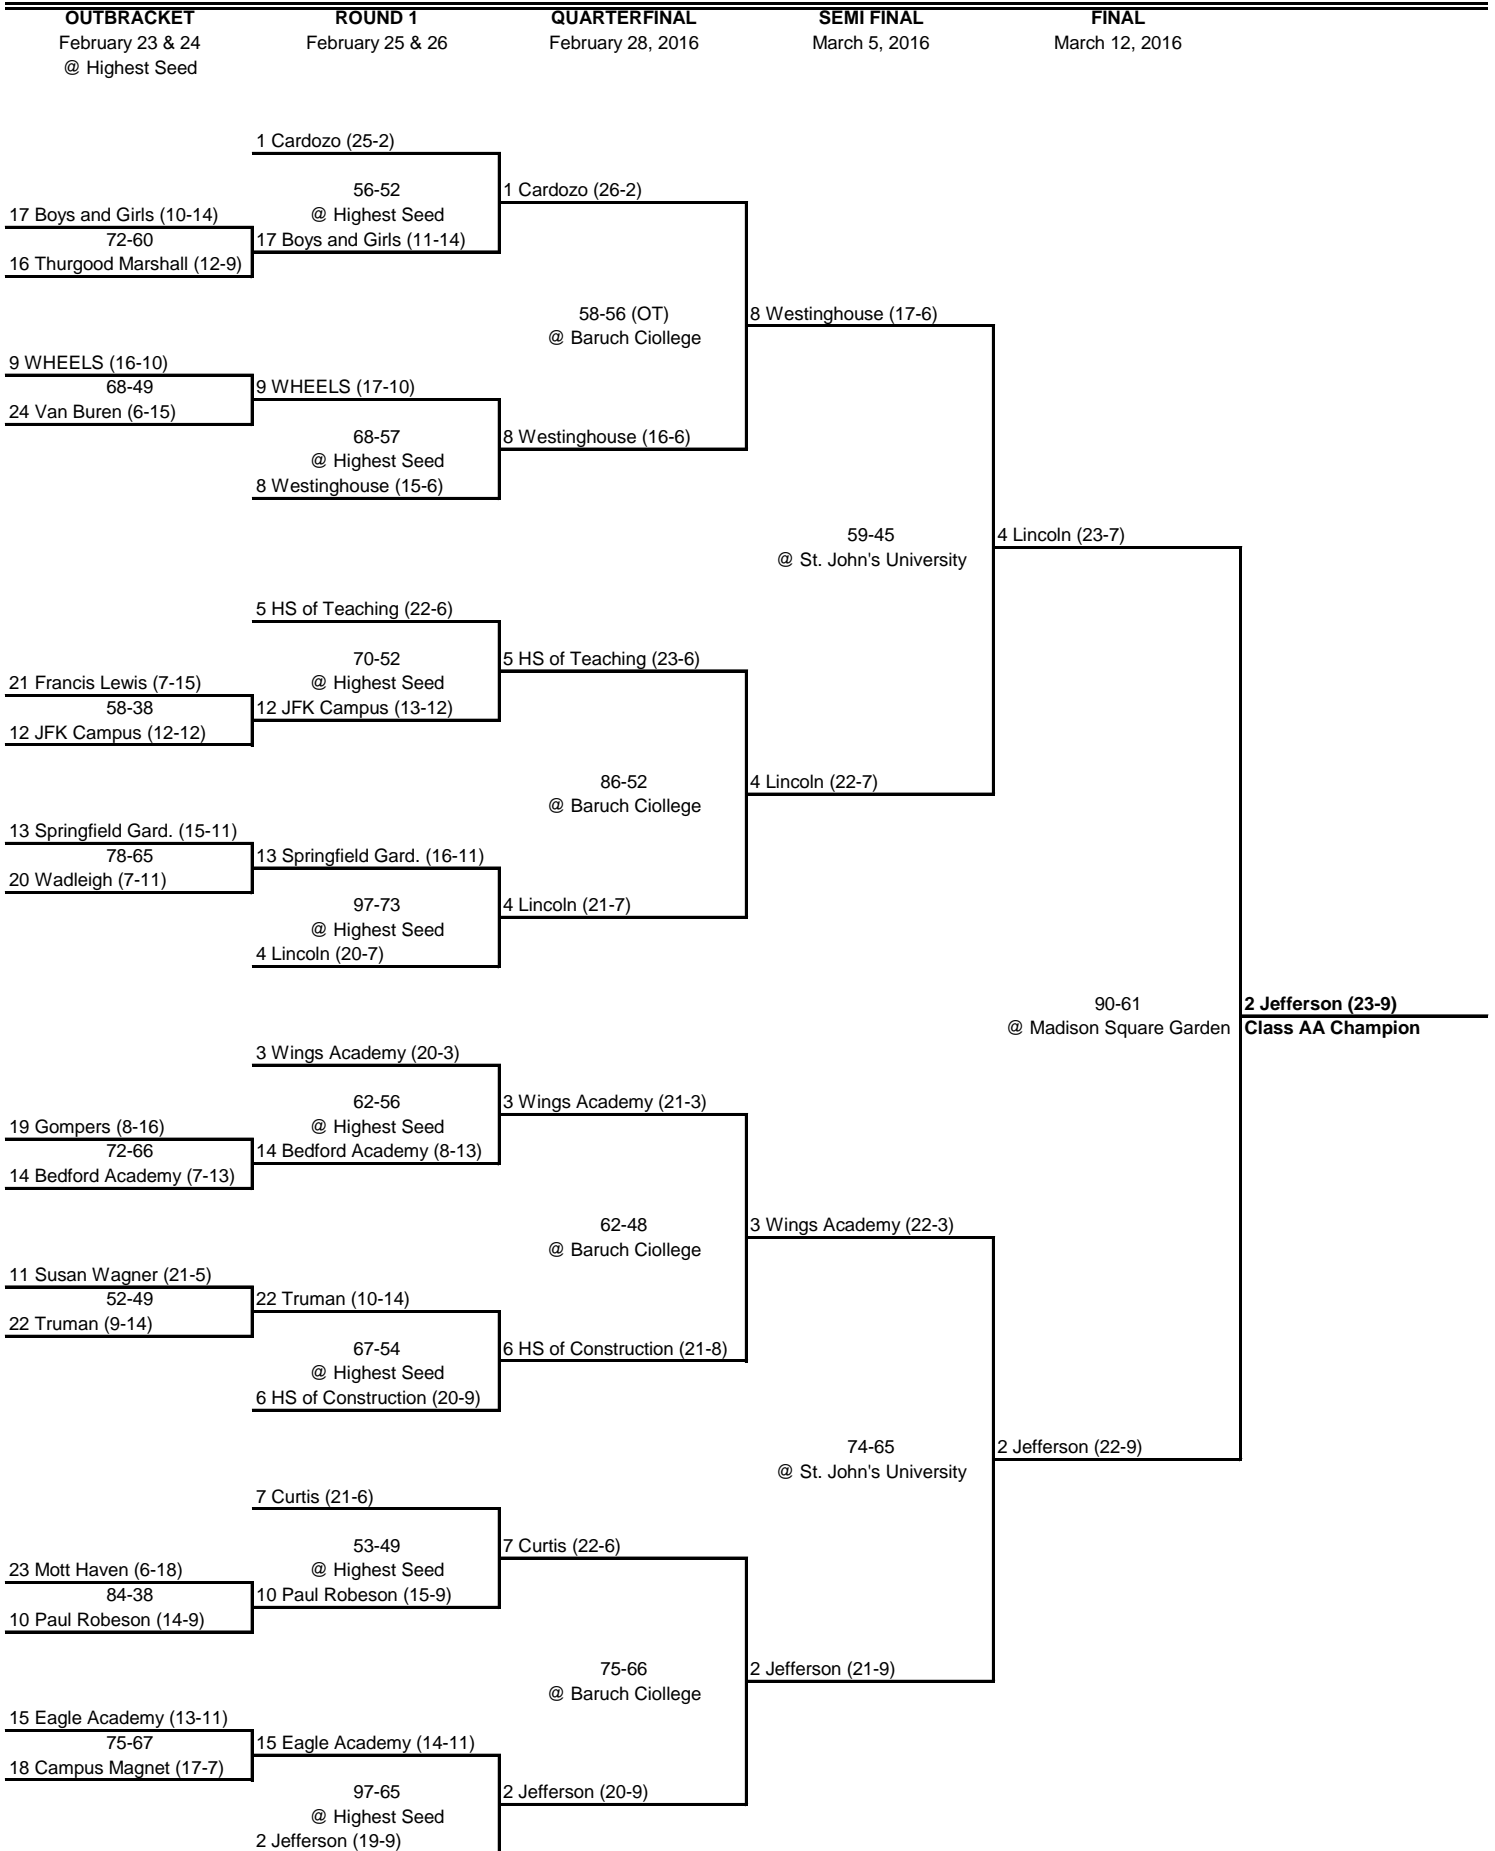 OUTBRACKET ROUND 1 QUARTERFINAL SEMI FINAL FINAL
February 23 & 24 February 25 & 26 February 28, 2016 March 5, 2016 March 12, 2016
@ Highest Seed
1 Cardozo (25-2)
56-52 1 Cardozo (26-2)
17 Boys and Girls (10-14) @ Highest Seed
72-60 17 Boys and Girls (11-14)
16 Thurgood Marshall (12-9)
58-56 (OT) 8 Westinghouse (17-6)
@ Baruch Ciollege
9 WHEELS (16-10)
68-49 9 WHEELS (17-10)
24 Van Buren (6-15)
68-57 8 Westinghouse (16-6)
@ Highest Seed
8 Westinghouse (15-6)
59-45 4 Lincoln (23-7)
@ St. John's University
5 HS of Teaching (22-6)
70-52 5 HS of Teaching (23-6)
21 Francis Lewis (7-15) @ Highest Seed
58-38 12 JFK Campus (13-12)
12 JFK Campus (12-12)
86-52 4 Lincoln (22-7)
@ Baruch Ciollege
13 Springfield Gard. (15-11)
78-65 13 Springfield Gard. (16-11)
20 Wadleigh (7-11)
97-73 4 Lincoln (21-7)
@ Highest Seed
4 Lincoln (20-7)
90-61 2 Jefferson (23-9)
@ Madison Square Garden Class AA Champion
3 Wings Academy (20-3)
62-56 3 Wings Academy (21-3)
19 Gompers (8-16) @ Highest Seed
72-66 14 Bedford Academy (8-13)
14 Bedford Academy (7-13)
62-48 3 Wings Academy (22-3)
@ Baruch Ciollege
11 Susan Wagner (21-5)
52-49 22 Truman (10-14)
22 Truman (9-14)
67-54 6 HS of Construction (21-8)
@ Highest Seed
6 HS of Construction (20-9)
74-65 2 Jefferson (22-9)
@ St. John's University
7 Curtis (21-6)
53-49 7 Curtis (22-6)
23 Mott Haven (6-18) @ Highest Seed
84-38 10 Paul Robeson (15-9)
10 Paul Robeson (14-9)
75-66 2 Jefferson (21-9)
@ Baruch Ciollege
15 Eagle Academy (13-11)
75-67 15 Eagle Academy (14-11)
18 Campus Magnet (17-7)
97-65 2 Jefferson (20-9)
@ Highest Seed
2 Jefferson (19-9)